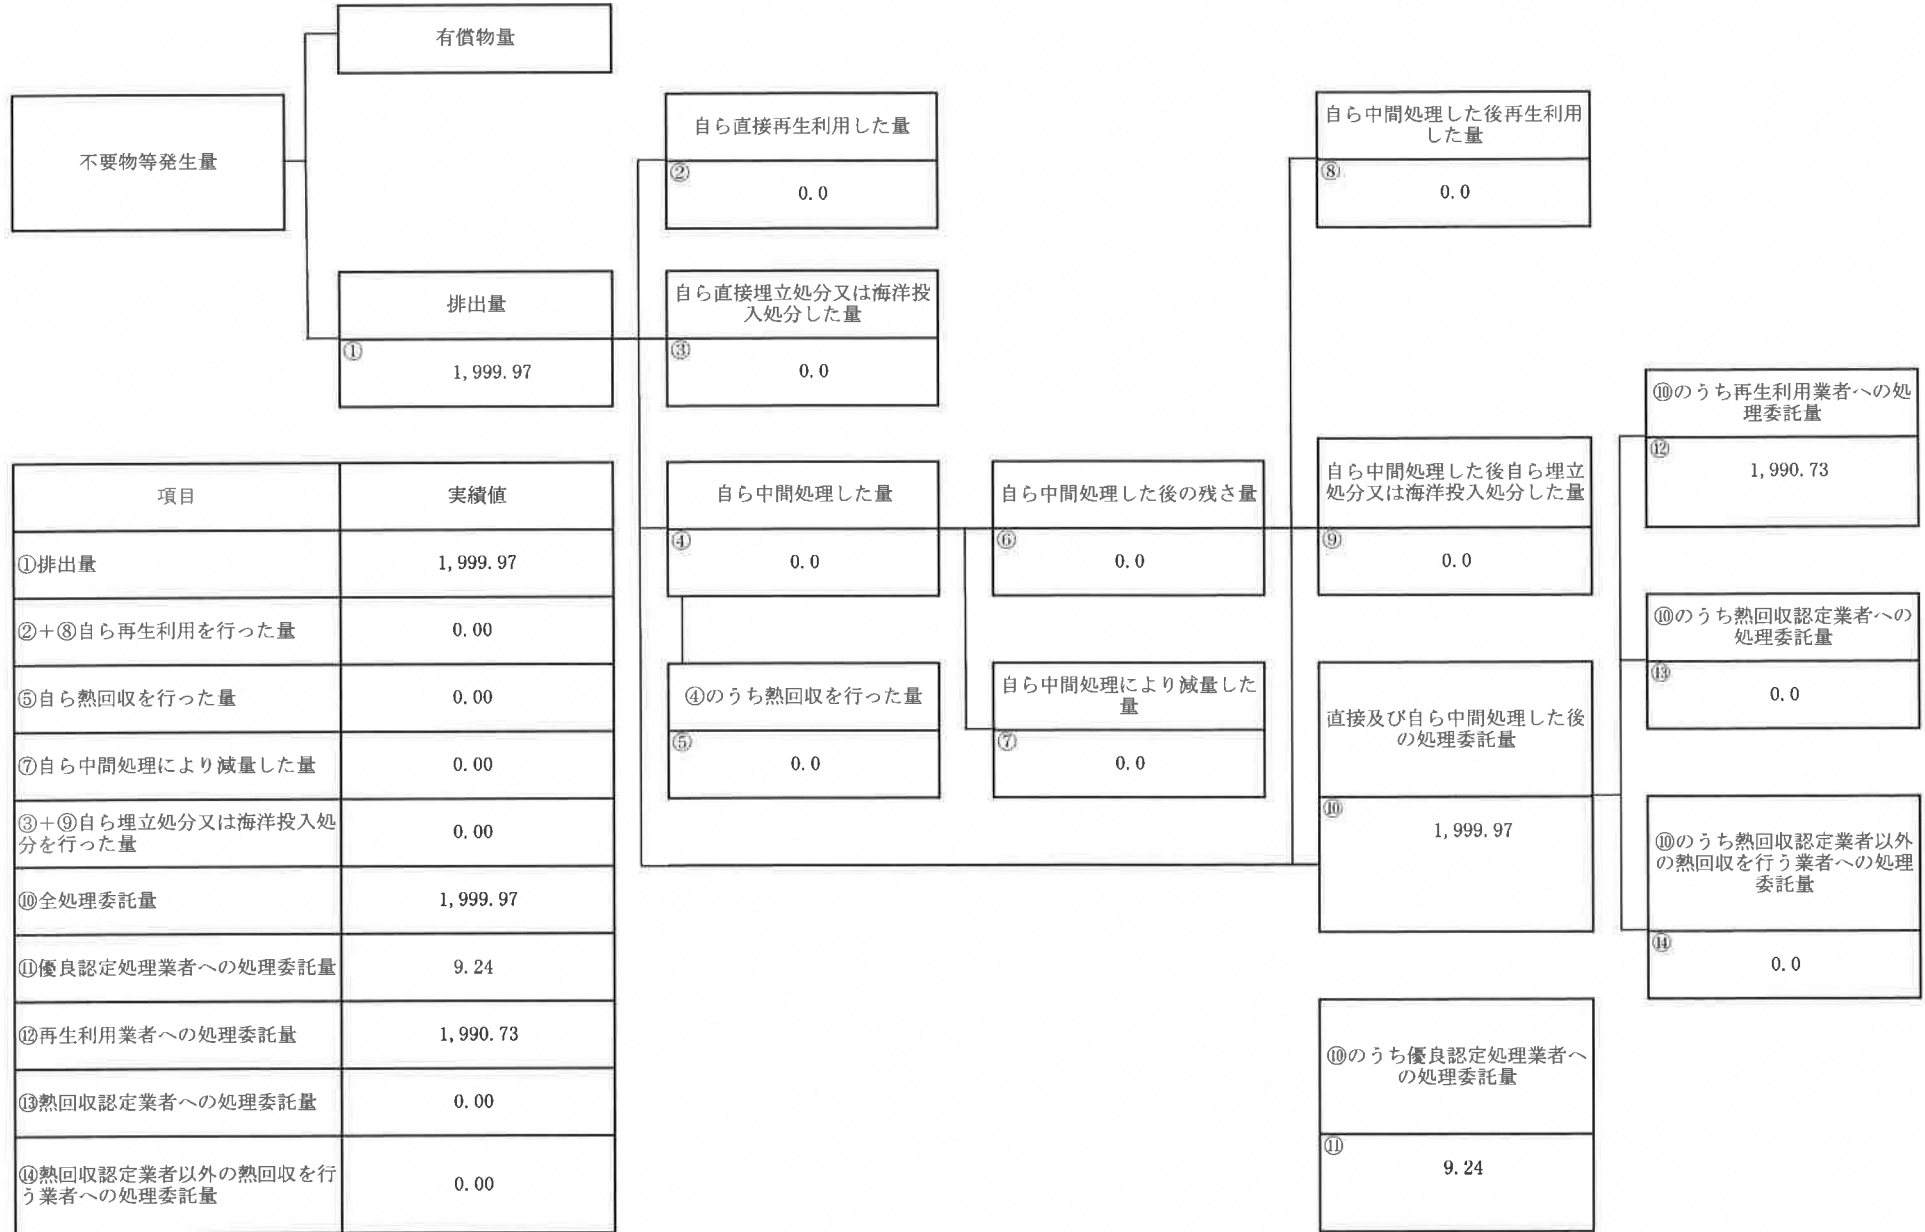 有償物量
不要物等発生量
排出量
①
1,999.97
自ら直接再生利用した量
②
0.0
自ら直接埋立処分又は海洋投
入処分した量
③
0.0
自ら中間処理した量
④
0.0
④のうち熱回収を行った量
⑤
0.0
自ら中間処理した後の残さ量
⑥
0.0
自ら中間処理により減量した
量
⑦
0.0
自ら中間処理した後再生利用
した量
⑧
0.0
自ら中間処理した後自ら埋立
処分又は海洋投入処分した量
⑨
0.0
直接及び自ら中間処理した後
の処理委託量
⑩
1,999.97
⑩のうち優良認定処理業者へ
の処理委託量
⑪
9.24
⑩のうち再生利用業者への処
理委託量
⑫
1,990.73
⑩のうち熱回収認定業者への
処理委託量
⑬
0.0
⑩のうち熱回収認定業者以外
の熱回収を行う業者への処理
委託量
⑭
0.0
項目 実績値
①排出量 1,999.97
②+⑧自ら再生利用を行った量 0.00
⑤自ら熱回収を行った量 0.00
⑦自ら中間処理により減量した量 0.00
③+⑨自ら埋立処分又は海洋投入処
分を行った量 0.00
⑩全処理委託量 1,999.97
⑪優良認定処理業者への処理委託量 9.24
⑫再生利用業者への処理委託量 1,990.73
⑬熱回収認定業者への処理委託量 0.00
⑭熱回収認定業者以外の熱回収を行
う業者への処理委託量 0.00